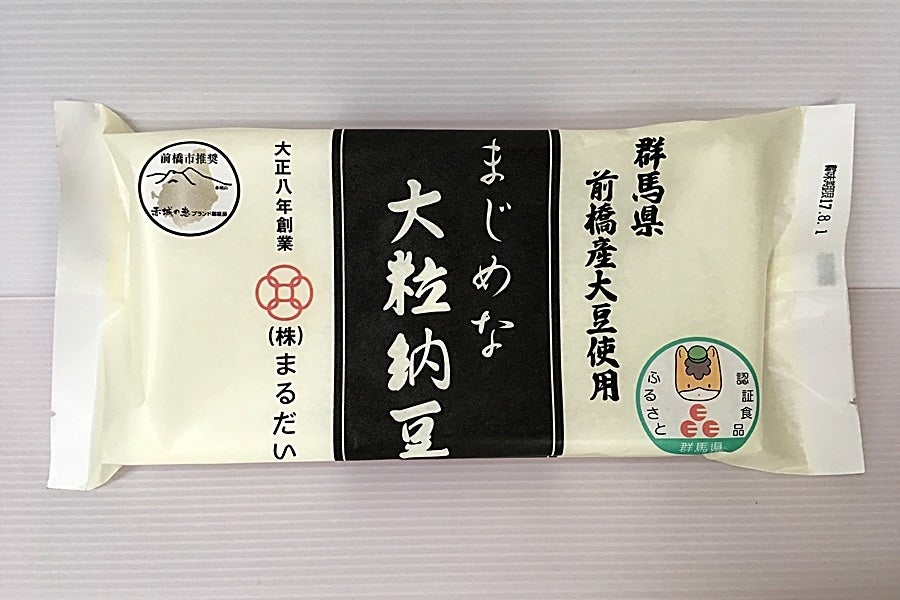 群馬県
前橋産大豆使用
まじめな
大粒納豆
大正八年創業
(株)まるだい
前橋市推奨
赤城の恵ブランド認証品
ふるさと
認証食品
群馬県
賞味期限17.8.1